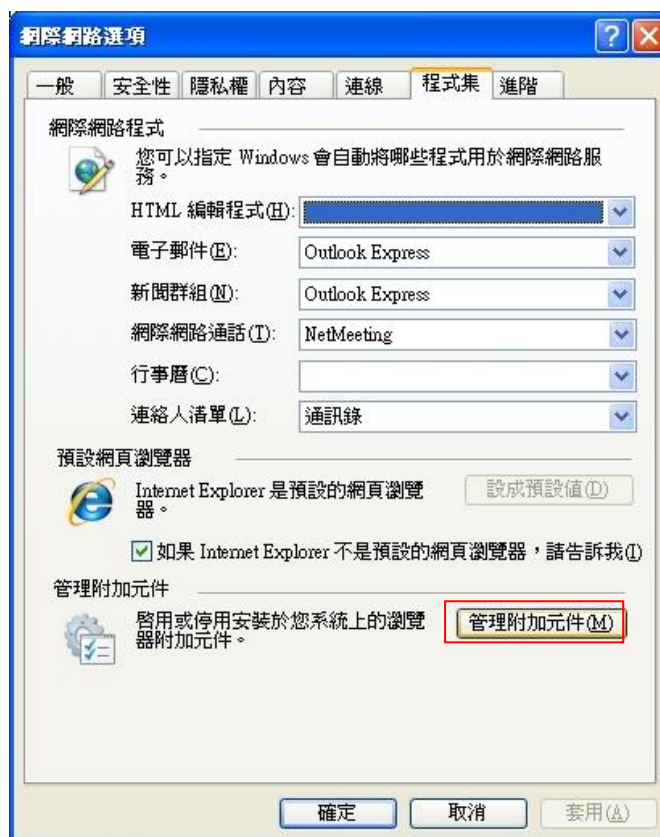 網際網路選項
?
一般 安全性 隱私權 內容 連線 程式集 進階
網際網路程式
您可以指定 Windows 會自動將哪些程式用於網際網路服
務。
HTML 編輯程式(H):
電子郵件(E): Outlook Express
新聞群組(N): Outlook Express
網際網路通話(T): NetMeeting
行事曆(C):
連絡人清單(L): 通訊錄
預設網頁瀏覽器
Internet Explorer 是預設的網頁瀏覽 設成預設值(D)
器。
如果 Internet Explorer 不是預設的網頁瀏覽器，請告訴我(I)
管理附加元件
啓用或停用安裝於您系統上的瀏覽 管理附加元件(M)
器附加元件。
確定 取消 套用(A)